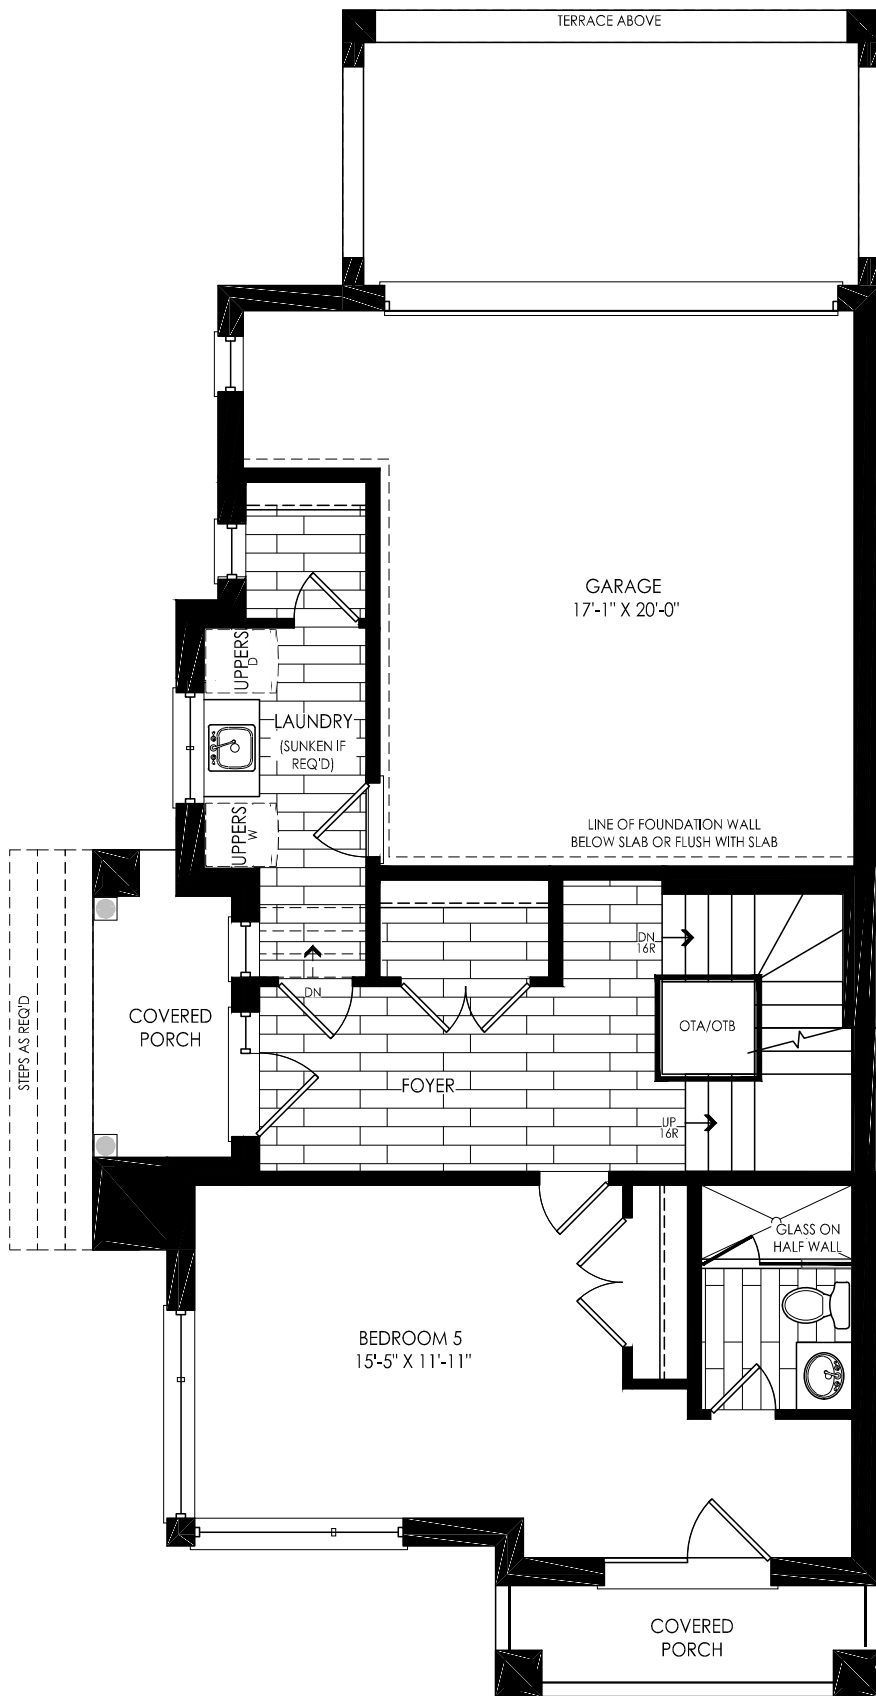 TERRACE ABOVE
GARAGE
17'-1" X 20'-0"
UPPERS
D
LAUNDRY
(SUNKEN IF
REQ'D)
UPPERS
W
LINE OF FOUNDATION WALL
BELOW SLAB OR FLUSH WITH SLAB
DN
16R
DN
STEPS AS REQ'D
COVERED
PORCH
OTA/OTB
FOYER
UP
16R
GLASS ON
HALF WALL
BEDROOM 5
15'-5" X 11'-11"
COVERED
PORCH